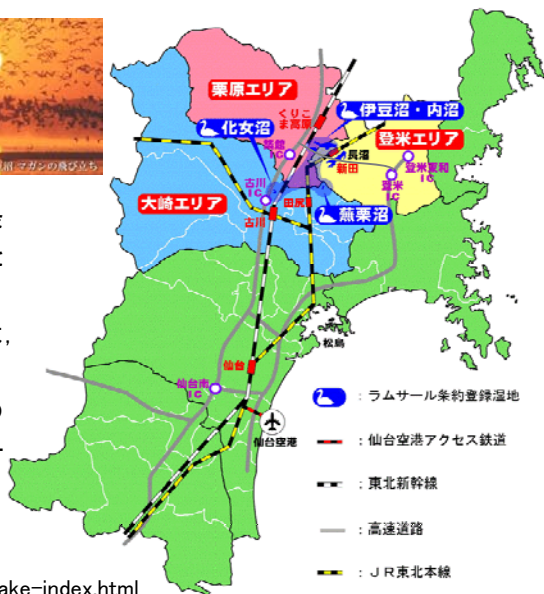 沼 マガンの飛び立ち
栗原エリア
くりこま高原
化女沼
築館IC
伊豆沼・内沼
登米エリア
長沼
新田
登米東和IC
登米IC
古川IC
大崎エリア
田尻
古川
蕪栗沼
松島
仙台
仙台南IC
仙台空港
：ラムサール条約登録湿地
：仙台空港アクセス鉄道
：東北新幹線
：高速道路
：ＪＲ東北本線
ake-index.html